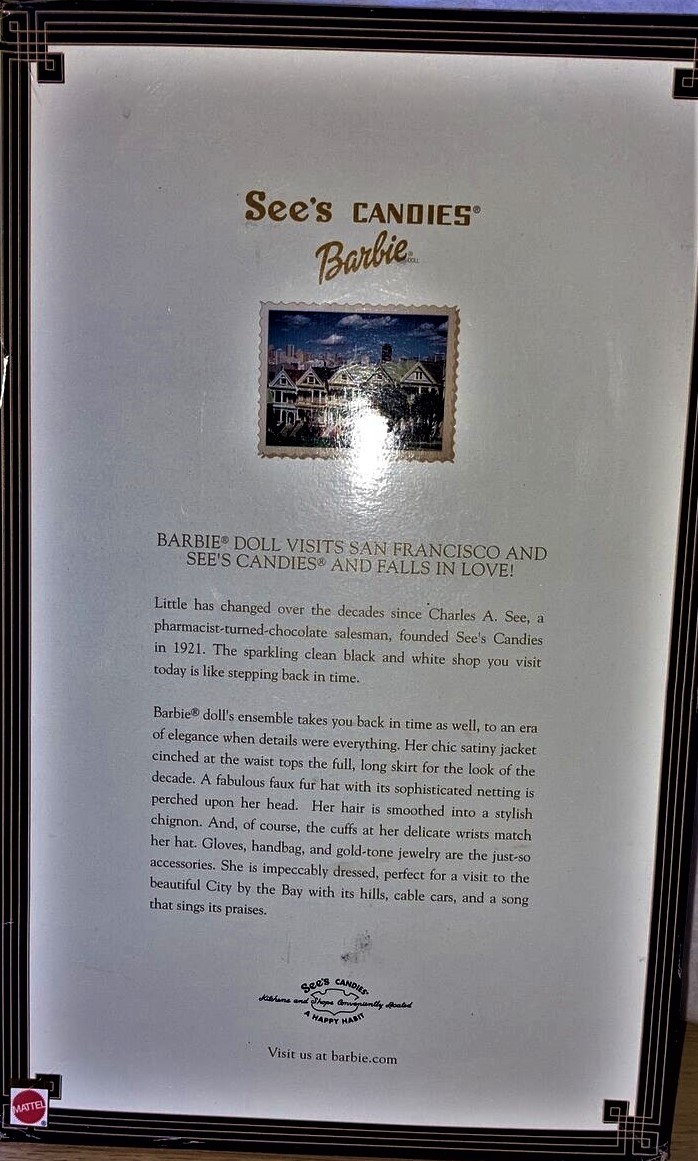 See's CANDIES®
Barbie®
BARBIE® DOLL VISITS SAN FRANCISCO AND
SEE'S CANDIES® AND FALLS IN LOVE!
Little has changed over the decades since Charles A. See, a
pharmacist-turned-chocolate salesman, founded See's Candies
in 1921. The sparkling clean black and white shop you visit
today is like stepping back in time.
Barbie® doll's ensemble takes you back in time as well, to an era
of elegance when details were everything. Her chic satiny jacket
cinched at the waist tops the full, long skirt for the look of the
decade. A fabulous faux fur hat with its sophisticated netting is
perched upon her head. Her hair is smoothed into a stylish
chignon. And, of course, the cuffs at her delicate wrists match
her hat. Gloves, handbag, and gold-tone jewelry are the just-so
accessories. She is impeccably dressed, perfect for a visit to the
beautiful City by the Bay with its hills, cable cars, and a song
that sings its praises.
See's CANDIES®
Kitchens and Shops Conveniently Located
A HAPPY HABIT
Visit us at barbie.com
MATTEL®